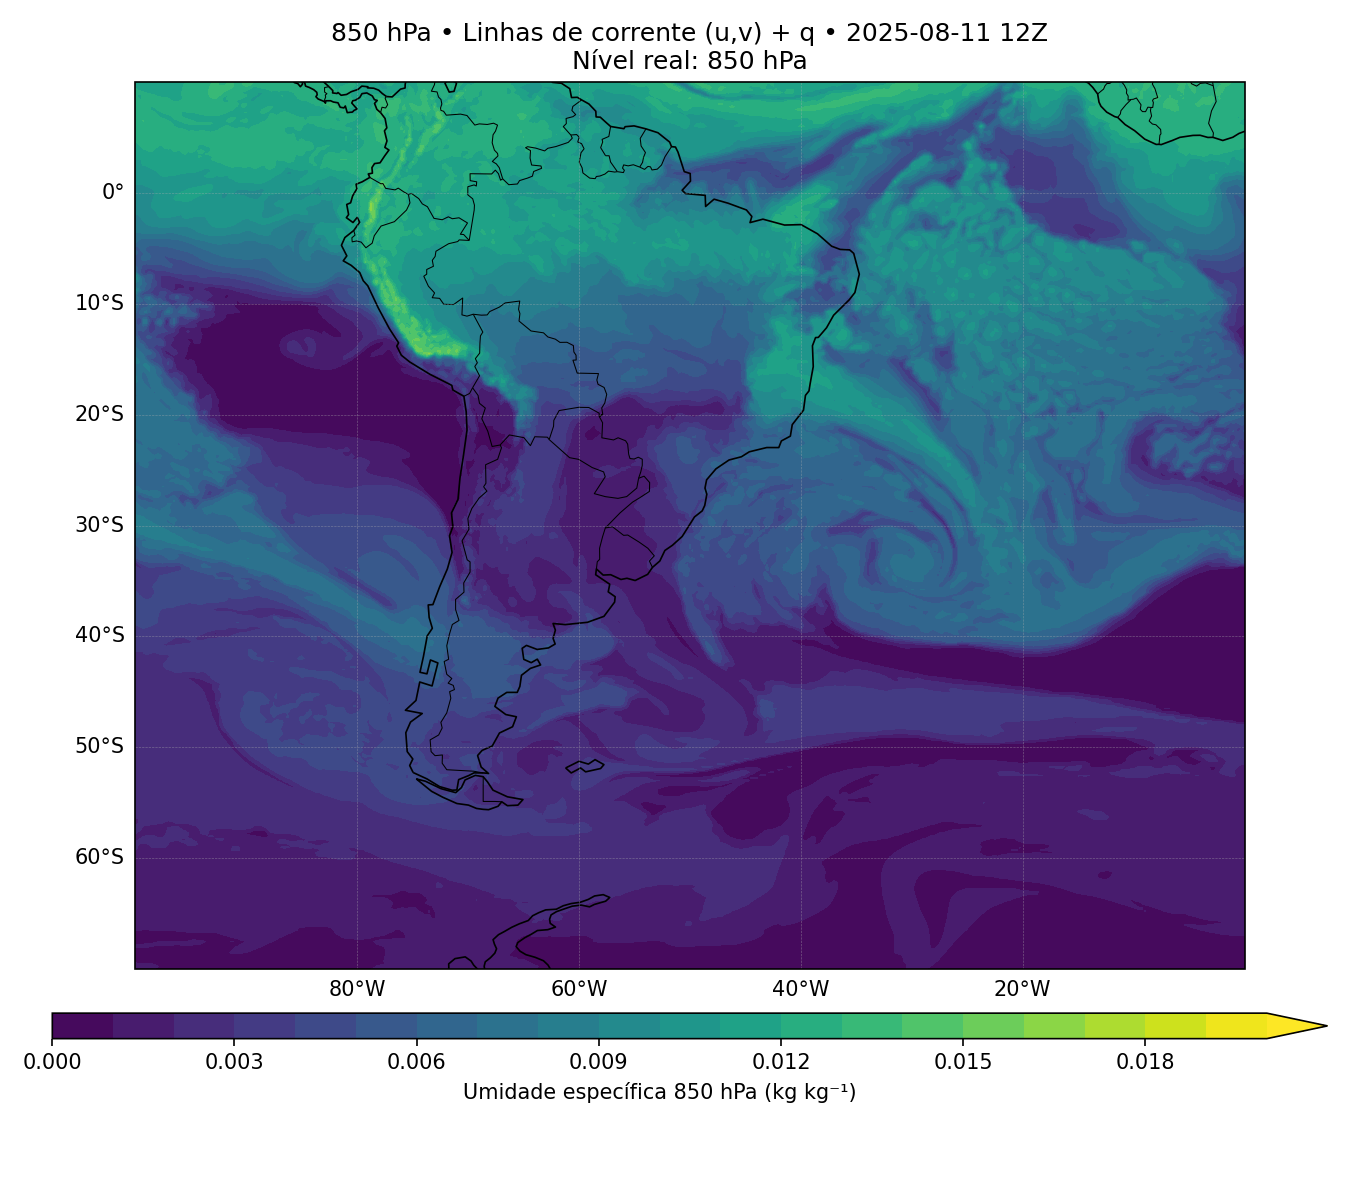 850 hPa • Linhas de corrente (u,v) + q • 2025-08-11 12Z
Nível real: 850 hPa
0°
10°S
20°S
30°S
40°S
50°S
60°S
80°W 60°W 40°W 20°W
0.000 0.003 0.006 0.009 0.012 0.015 0.018
Umidade específica 850 hPa (kg kg⁻¹)